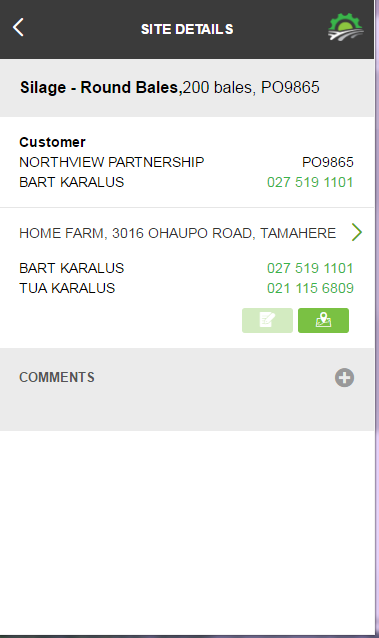 SITE DETAILS
Silage - Round Bales,200 bales, PO9865
Customer
NORTHVIEW PARTNERSHIP PO9865
BART KARALUS 027 519 1101
HOME FARM, 3016 OHAUPO ROAD, TAMAHERE
BART KARALUS 027 519 1101
TUA KARALUS 021 115 6809
COMMENTS